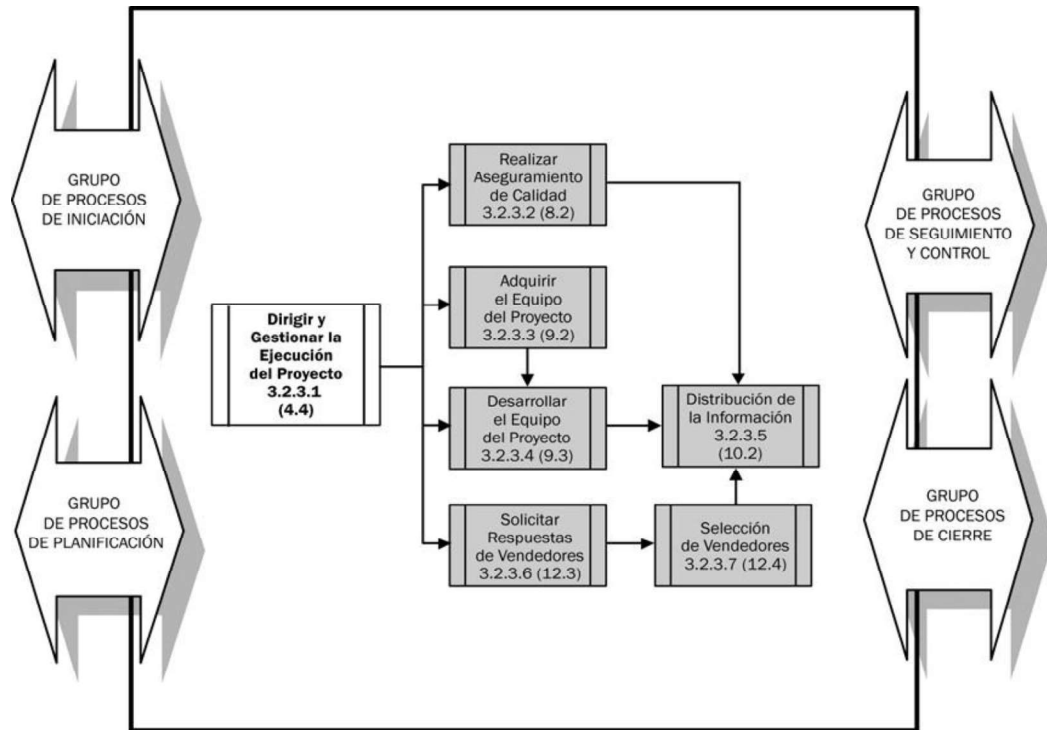 GRUPO
DE PROCESOS
DE INICIACIÓN
GRUPO
DE PROCESOS
DE PLANIFICACIÓN
Dirigir y
Gestionar la
Ejecución
del Proyecto
3.2.3.1
(4.4)
Realizar
Aseguramiento
de Calidad
3.2.3.2 (8.2)
Adquirir
el Equipo
del Proyecto
3.2.3.3 (9.2)
Desarrollar
el Equipo
del Proyecto
3.2.3.4 (9.3)
Solicitar
Respuestas
de Vendedores
3.2.3.6 (12.3)
Distribución de
la Información
3.2.3.5
(10.2)
Selección
de Vendedores
3.2.3.7 (12.4)
GRUPO
DE PROCESOS
DE SEGUIMIENTO
Y CONTROL
GRUPO
DE PROCESOS
DE CIERRE